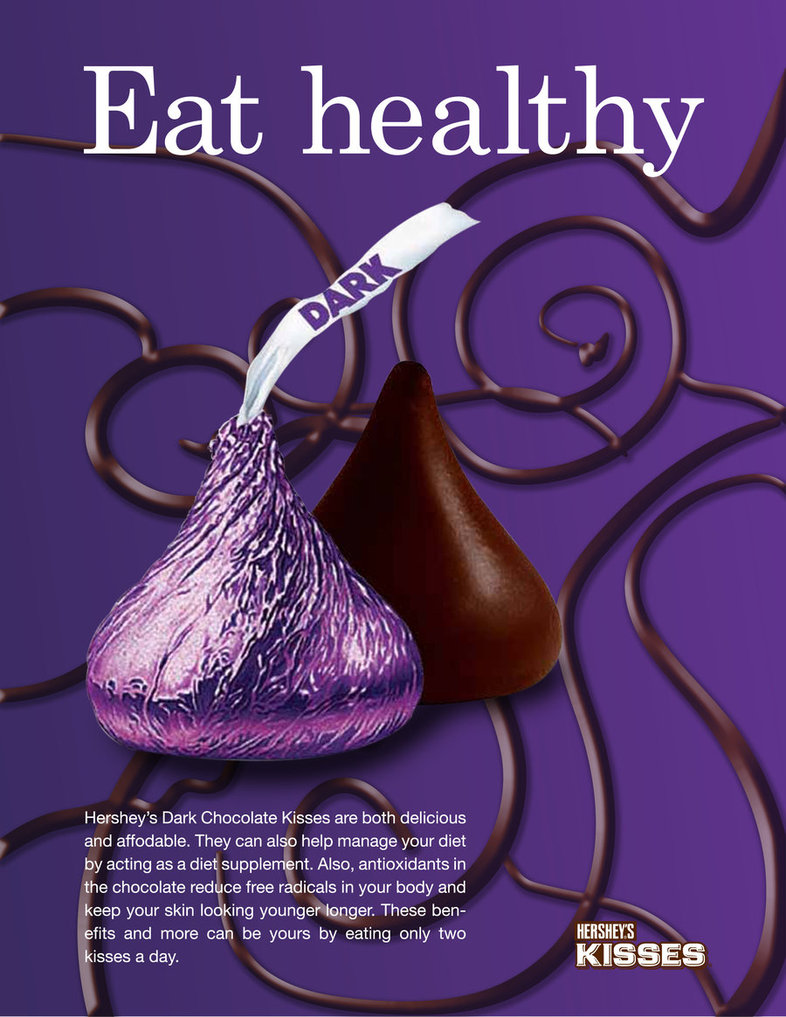 Eat healthy
DARK
Hershey's Dark Chocolate Kisses are both delicious
and affodable. They can also help manage your diet
by acting as a diet supplement. Also, antioxidants in
the chocolate reduce free radicals in your body and
keep your skin looking younger longer. These ben-
efits and more can be yours by eating only two
kisses a day.
HERSHEY'S
KISSES